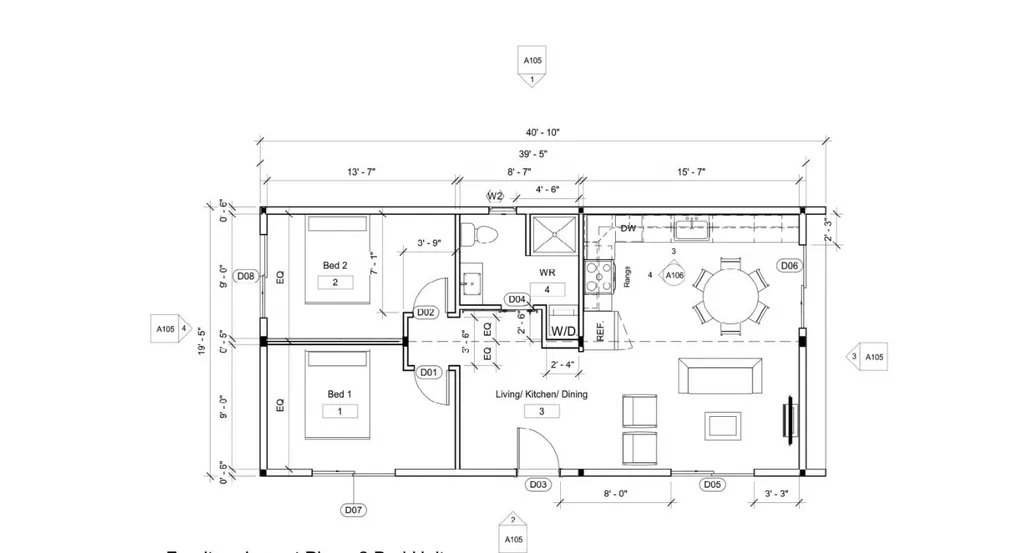 A105
1
40' - 10"
39' - 5"
13' - 7"
8' - 7"
15' - 7"
4' - 6"
W2
0' - 6"
2' - 3"
DW
3' - 9"
7' - 1"
Bed 2
2
WR
4
3
4
A106
Range
D06
D08
EQ
9' - 0"
D04
D02
W/D
REF.
2' - 6"
3' - 6"
EQ
EQ
A105
4
19' - 5"
0' - 5"
3
A105
2' - 4"
D01
Bed 1
1
EQ
9' - 0"
Living/ Kitchen/ Dining
3
0' - 6"
D03
D05
8' - 0"
3' - 3"
D07
2
A105